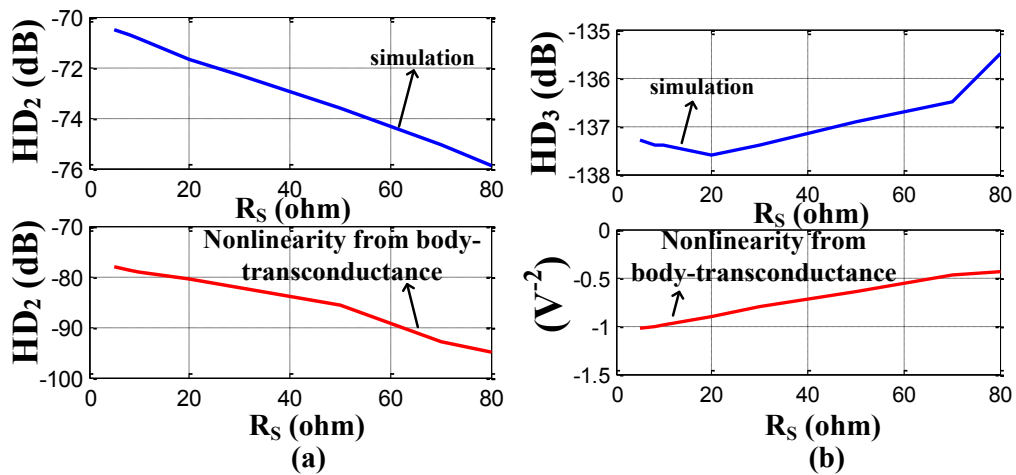 (a)
-70
-72
-74
-76
HD2 (dB)
simulation
0 20 40 60 80
RS (ohm)
-70
-80
-90
-100
HD2 (dB)
Nonlinearity from body-
transconductance
0 20 40 60 80
RS (ohm)
(a)
(b)
-135
-136
-137
-138
HD3 (dB)
simulation
0 20 40 60 80
RS (ohm)
0
-0.5
-1
-1.5
(V-2)
Nonlinearity from
body-transconductance
0 20 40 60 80
RS (ohm)
(b)